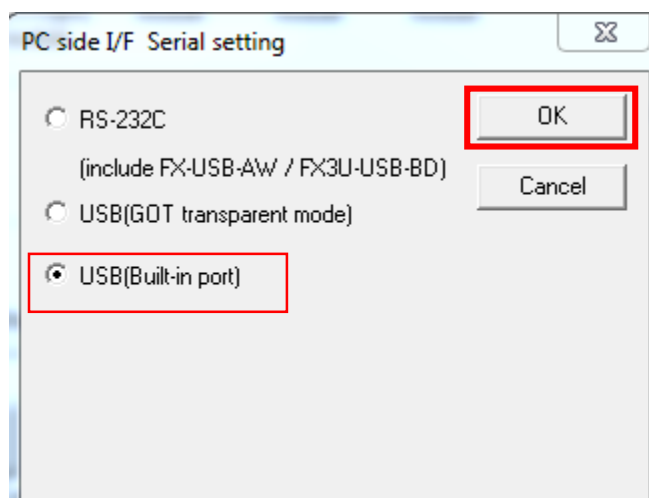 PC side I/F Serial setting
RS-232C
(include FX-USB-AW / FX3U-USB-BD)
USB(GOT transparent mode)
USB(Built-in port)
OK
Cancel